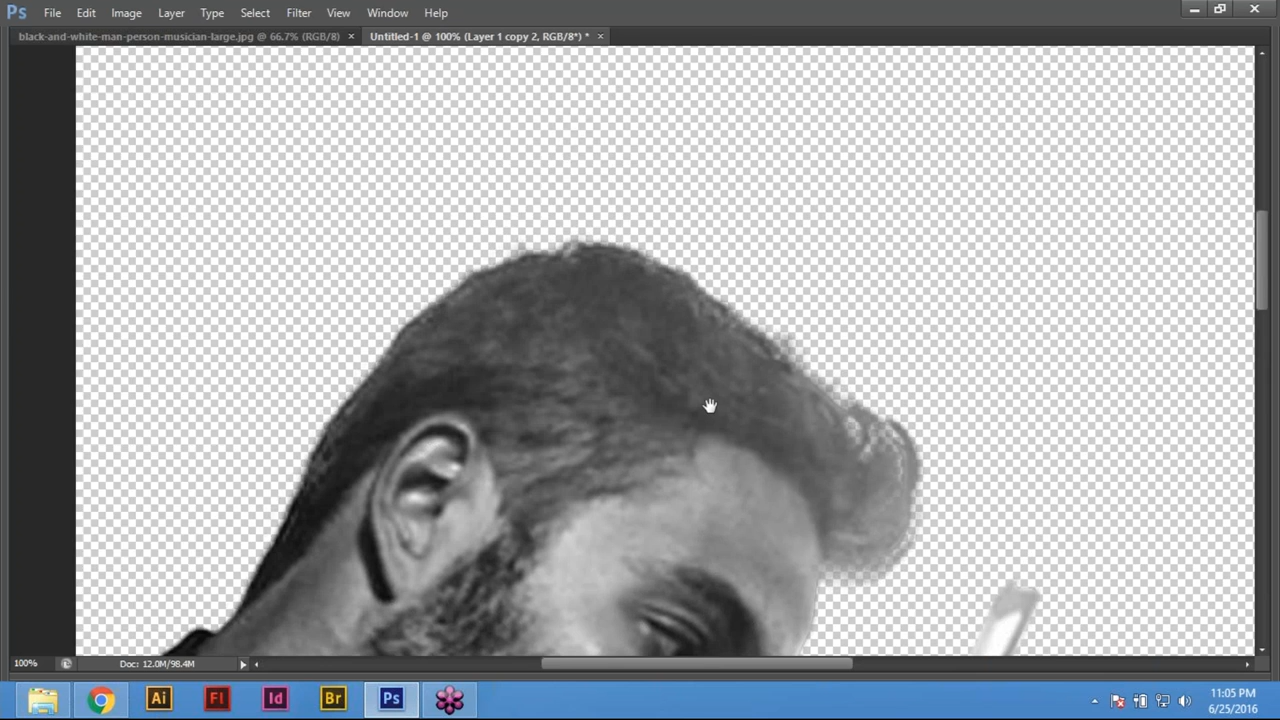 Ps File Edit Image Layer Type Select Filter View Window Help
black-and-white-man-person-musician-large.jpg @ 66.7% (RGB/8) × Untitled-1 @ 100% (Layer 1 copy 2, RGB/8*) * ×
100% Doc: 12.0M/98.4M
Ai Fl Id Br Ps
11:05 PM
6/25/2016